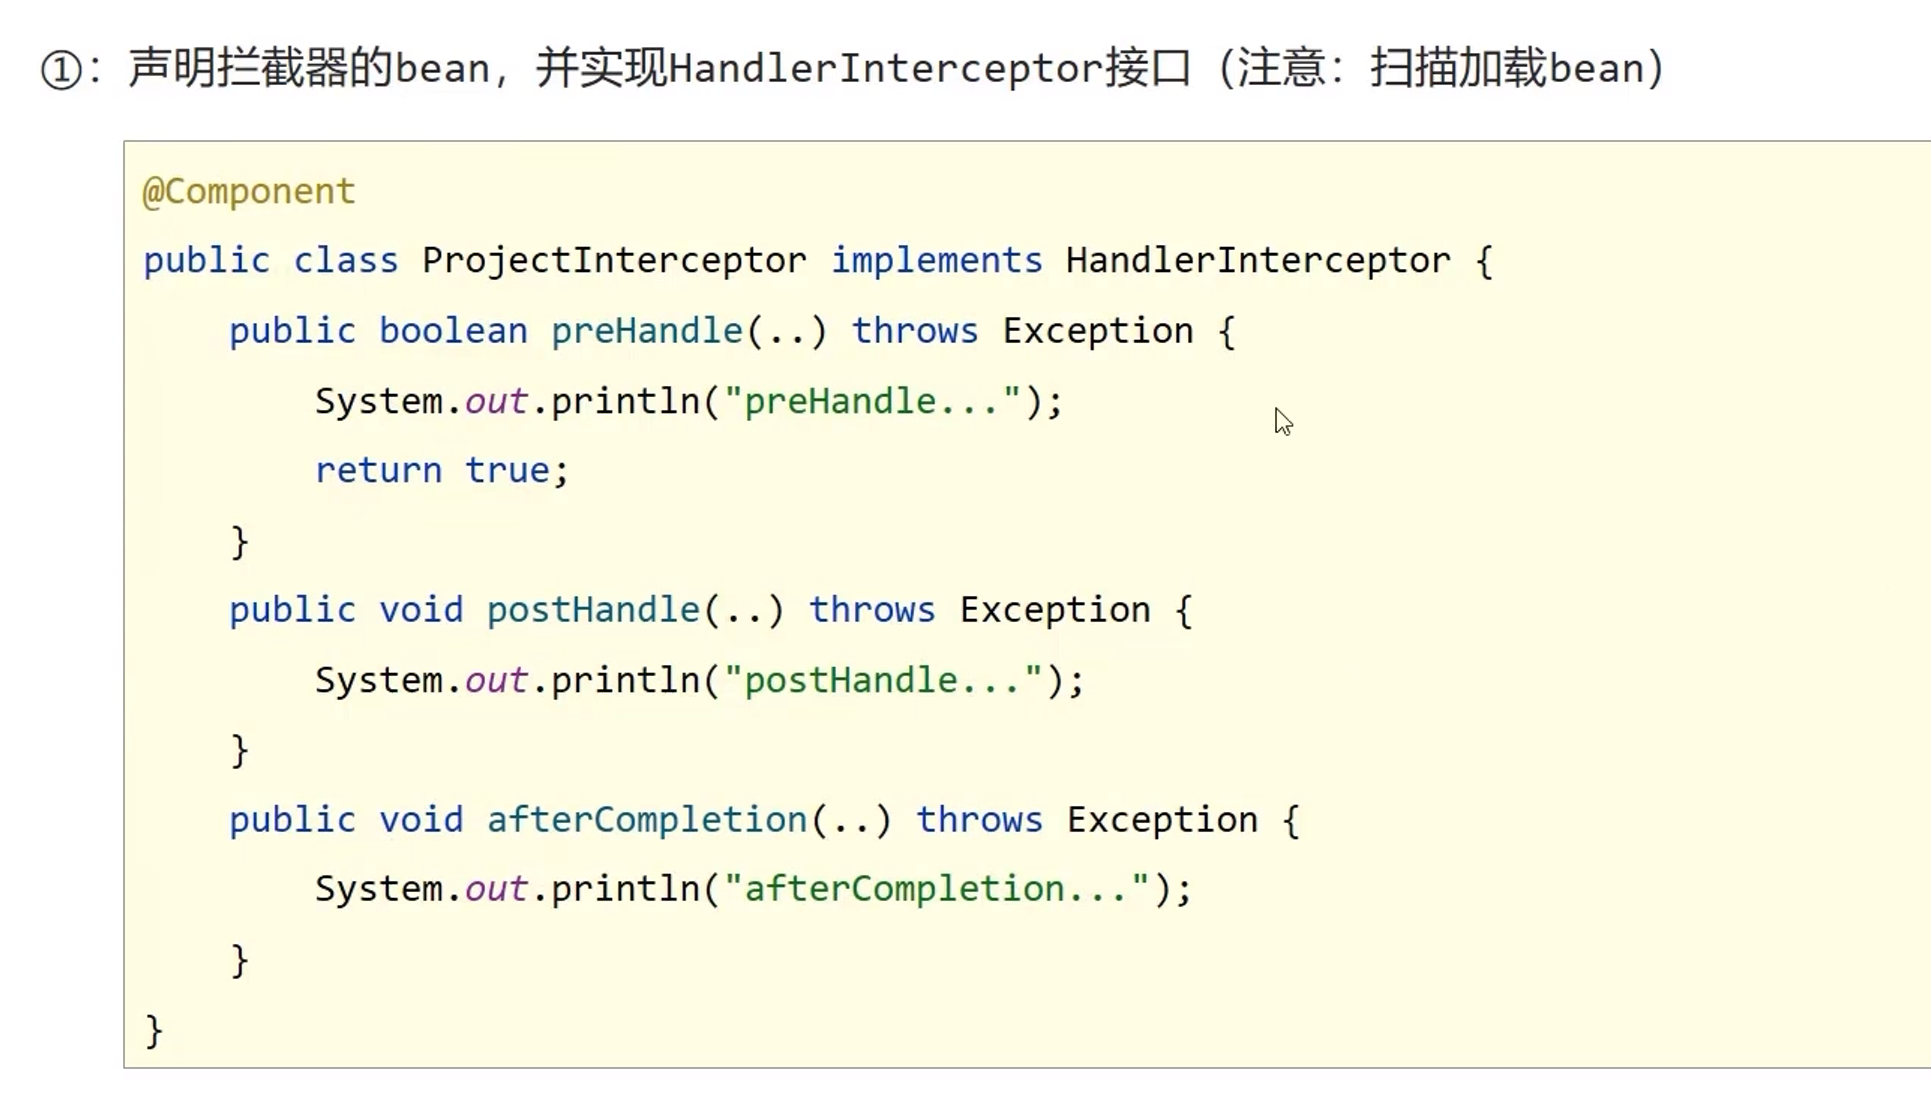 ①：声明拦截器的bean，并实现HandlerInterceptor接口（注意：扫描加载bean）
@Component
public class ProjectInterceptor implements HandlerInterceptor {
    public boolean preHandle(..) throws Exception {
        System.out.println("preHandle...");
        return true;
    }
    public void postHandle(..) throws Exception {
        System.out.println("postHandle...");
    }
    public void afterCompletion(..) throws Exception {
        System.out.println("afterCompletion...");
    }
}